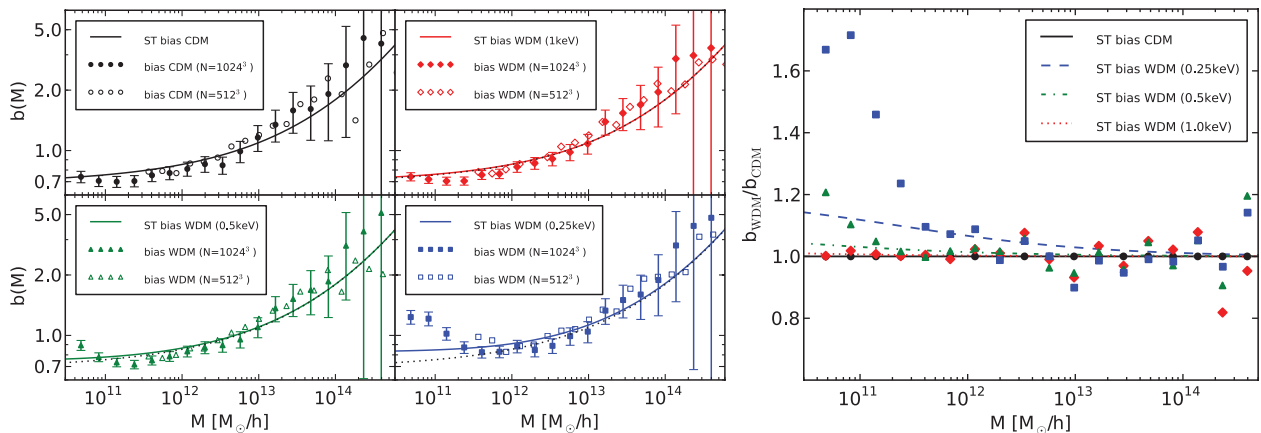 5.0
2.0
1.0
0.7
b(M)
ST bias CDM
bias CDM (N=1024³ )
bias CDM (N=512³ )
ST bias WDM (1keV)
bias WDM (N=1024³ )
bias WDM (N=512³ )
5.0
2.0
1.0
0.7
b(M)
ST bias WDM (0.5keV)
bias WDM (N=1024³ )
bias WDM (N=512³ )
ST bias WDM (0.25keV)
bias WDM (N=1024³ )
bias WDM (N=512³ )
10¹¹ 10¹² 10¹³ 10¹⁴
M [M☉/h]
10¹¹ 10¹² 10¹³ 10¹⁴
M [M☉/h]
1.6
1.4
1.2
1.0
0.8
b_WDM/b_CDM
ST bias CDM
ST bias WDM (0.25keV)
ST bias WDM (0.5keV)
ST bias WDM (1.0keV)
10¹¹ 10¹² 10¹³ 10¹⁴
M [M☉/h]